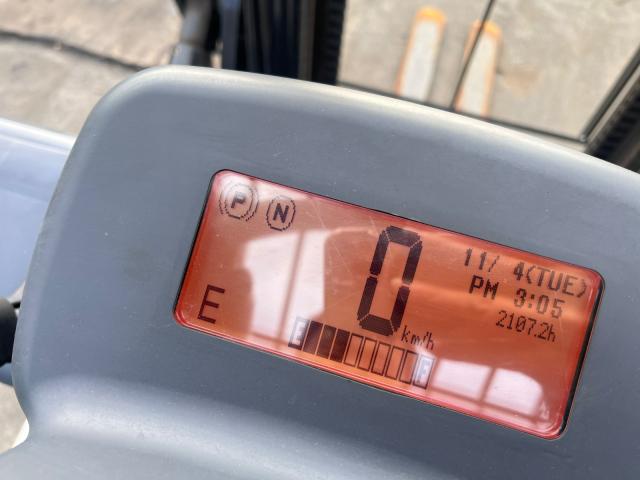 P N
0 km/h
11/ 4(TUE)
PM 3:05
2107.2h
E
E F